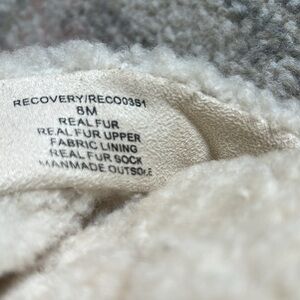 RECOVERY/RECO0351
8M
REAL FUR
REAL FUR UPPER
FABRIC LINING
REAL FUR SOCK
MANMADE OUTSOLE